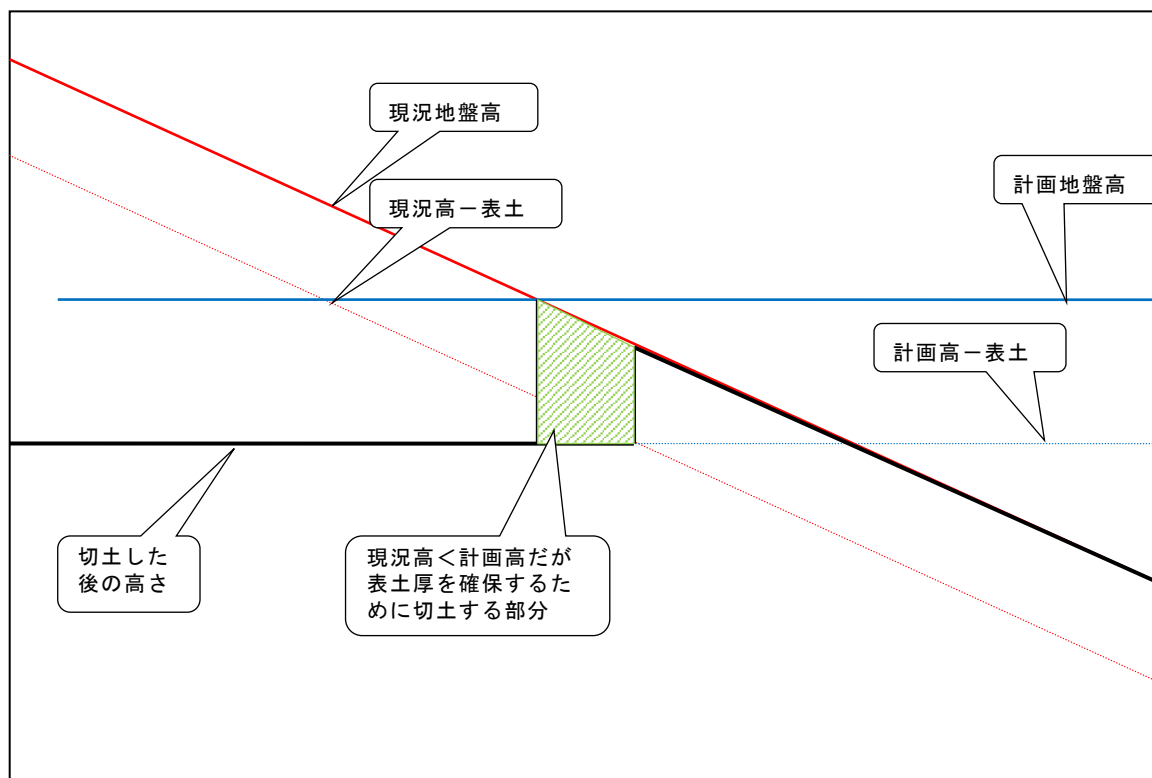 現況地盤高
現況高－表土
計画地盤高
計画高－表土
切土した
後の高さ
現況高＜計画高だが
表土厚を確保するた
めに切土する部分